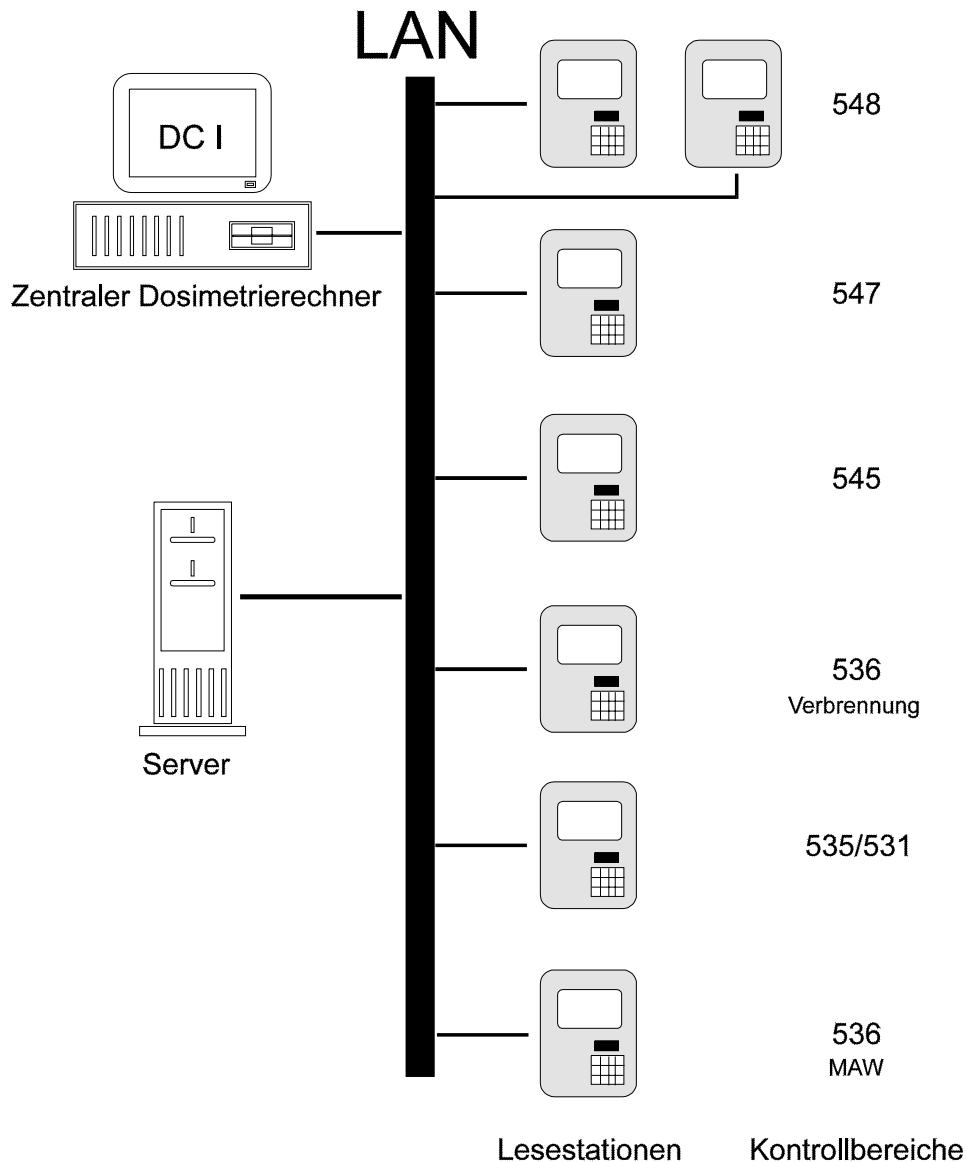 LAN
DC I
Zentraler Dosimetrierechner
Server
548
547
545
536
Verbrennung
535/531
536
MAW
Lesestationen
Kontrollbereiche